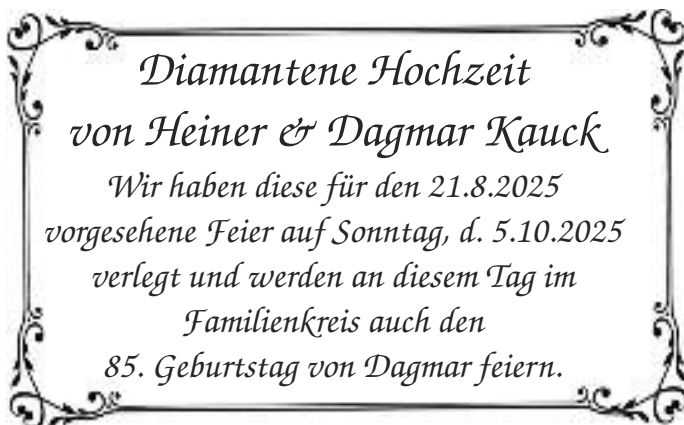 Diamantene Hochzeit
von Heiner & Dagmar Kauck
Wir haben diese für den 21.8.2025
vorgesehene Feier auf Sonntag, d. 5.10.2025
verlegt und werden an diesem Tag im
Familienkreis auch den
85. Geburtstag von Dagmar feiern.